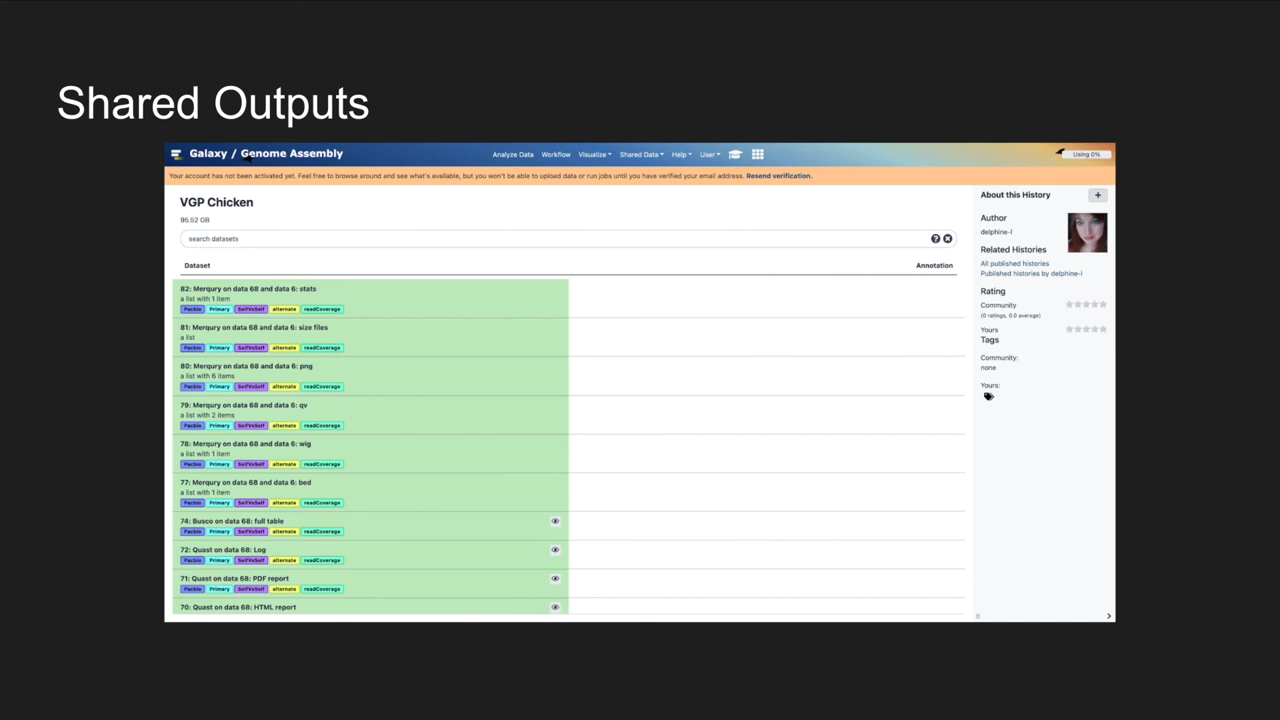 Shared Outputs
Galaxy / Genome Assembly
Analyze Data Workflow Visualize Shared Data Help User
Using 0%
Your account has not been activated yet. Feel free to browse around and see what's available, but you won't be able to upload data or run jobs until you have verified your email address. Resend verification.
VGP Chicken
95.52 GB
search datasets
Dataset Annotation
82: Merqury on data 68 and data 6: stats
a list with 1 item
Pacbio Primary SelfVsSelf alternate readCoverage
81: Merqury on data 68 and data 6: size files
a list
Pacbio Primary SelfVsSelf alternate readCoverage
80: Merqury on data 68 and data 6: png
a list with 6 items
Pacbio Primary SelfVsSelf alternate readCoverage
79: Merqury on data 68 and data 6: qv
a list with 2 items
Pacbio Primary SelfVsSelf alternate readCoverage
78: Merqury on data 68 and data 6: wig
a list with 1 item
Pacbio Primary SelfVsSelf alternate readCoverage
77: Merqury on data 68 and data 6: bed
a list with 1 item
Pacbio Primary SelfVsSelf alternate readCoverage
74: Busco on data 68: full table
Pacbio Primary SelfVsSelf alternate readCoverage
72: Quast on data 68: Log
Pacbio Primary SelfVsSelf alternate readCoverage
71: Quast on data 68: PDF report
Pacbio Primary SelfVsSelf alternate readCoverage
70: Quast on data 68: HTML report
About this History
Author
delphine-l
Related Histories
All published histories
Published histories by delphine-l
Rating
Community
(0 ratings, 0.0 average)
Yours
Tags
Community:
none
Yours: